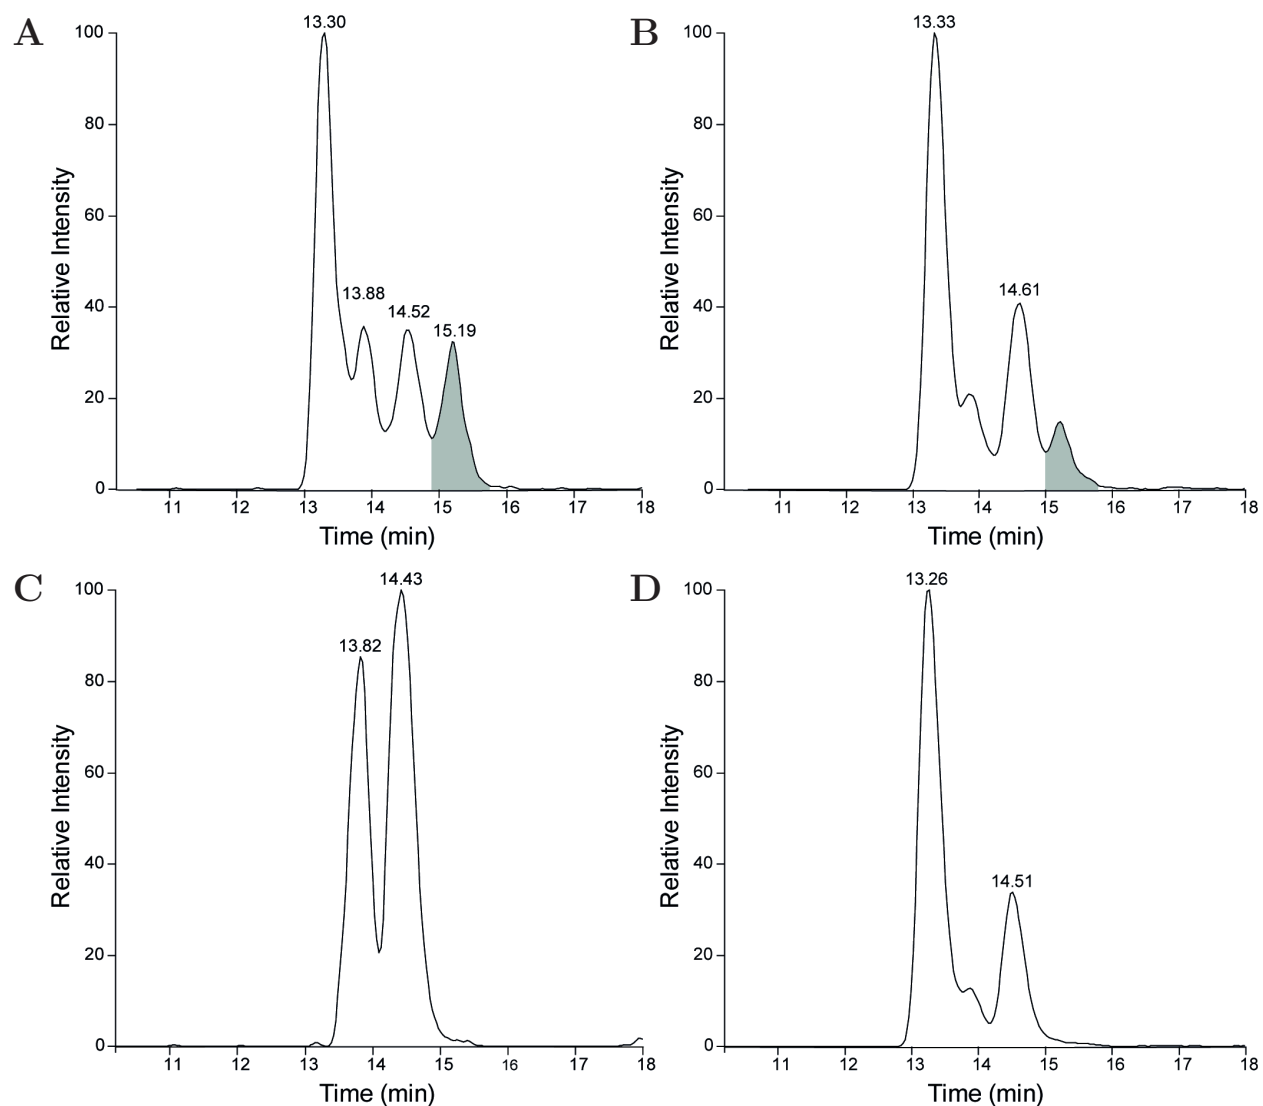 A
Relative Intensity
100
80
60
40
20
0
13.30
13.88
14.52
15.19
11 12 13 14 15 16 17 18
Time (min)
B
Relative Intensity
100
80
60
40
20
0
13.33
14.61
11 12 13 14 15 16 17 18
Time (min)
C
Relative Intensity
100
80
60
40
20
0
14.43
13.82
11 12 13 14 15 16 17 18
Time (min)
D
Relative Intensity
100
80
60
40
20
0
13.26
14.51
11 12 13 14 15 16 17 18
Time (min)